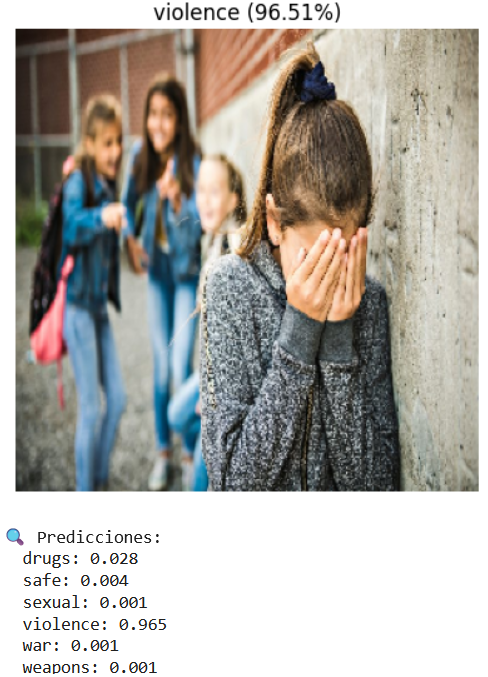 violence (96.51%)
🔍 Predicciones:
drugs: 0.028
safe: 0.004
sexual: 0.001
violence: 0.965
war: 0.001
weapons: 0.001